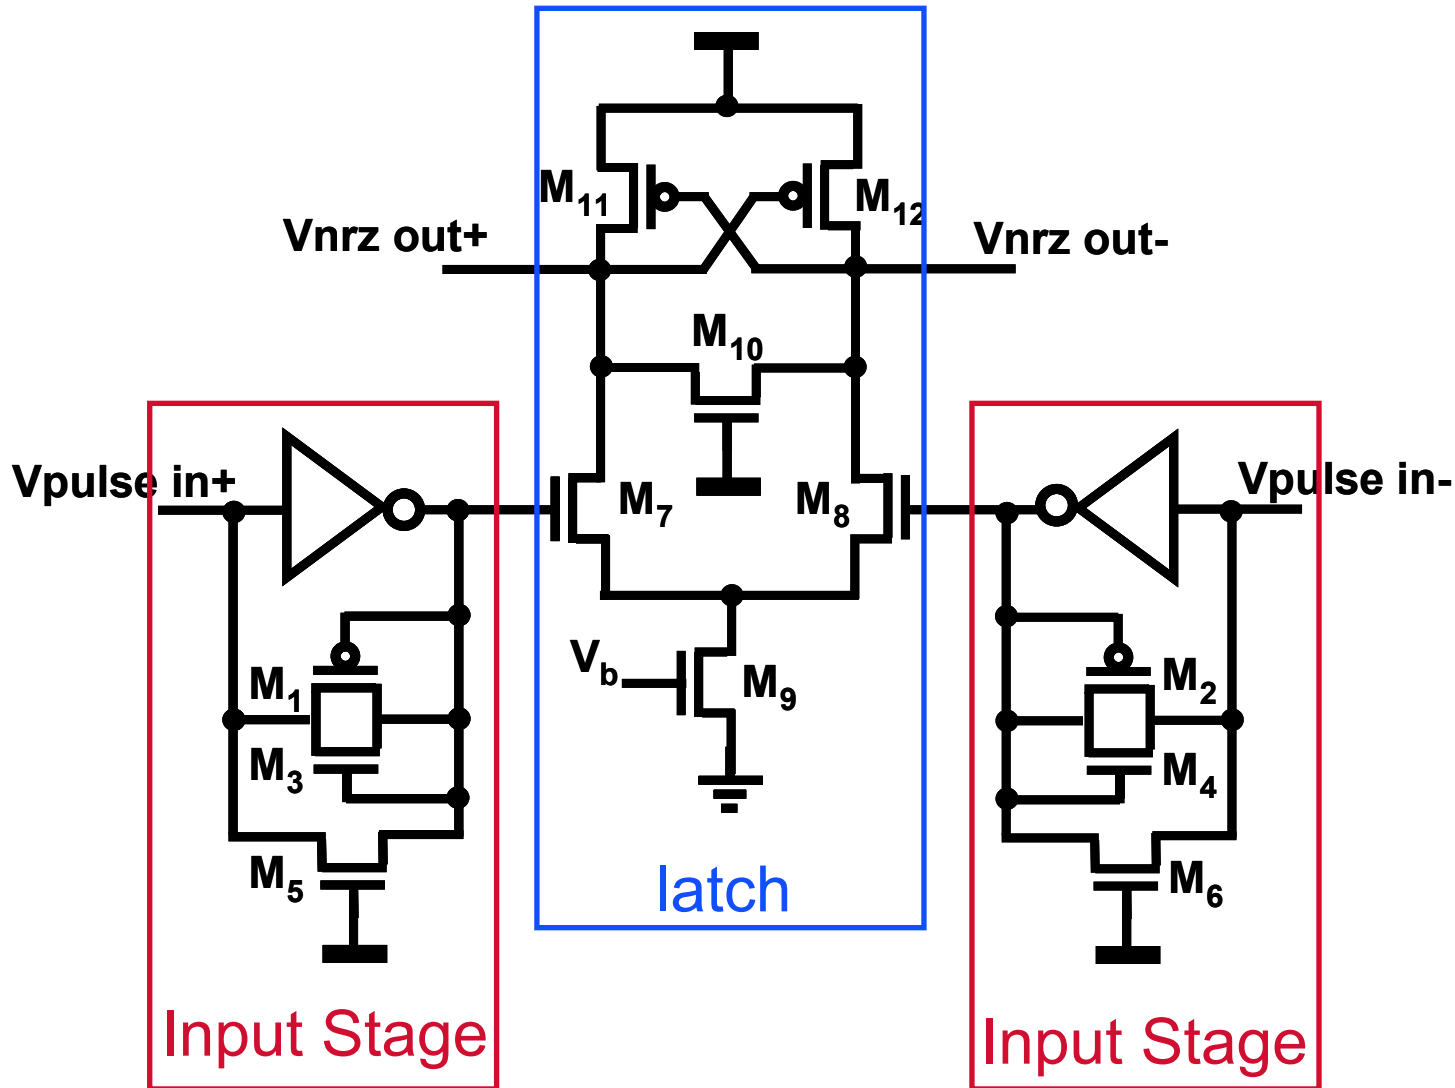 M11
M12
Vnrz out+
Vnrz out-
M10
Vpulse in+
M7
M8
Vpulse in-
Vb
M9
M1
M3
M5
M2
M4
M6
latch
Input Stage
Input Stage